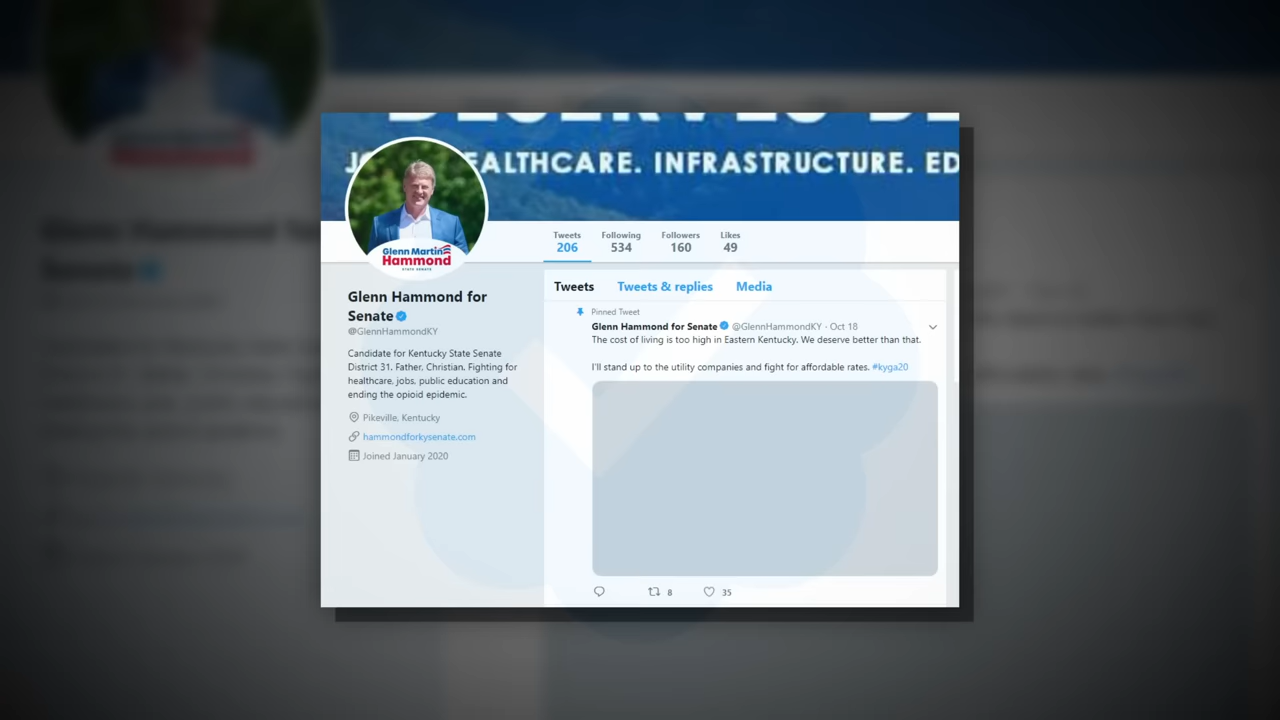 HEALTHCARE. INFRASTRUCTURE. ED
Glenn Martin
Hammond
STATE SENATE
Tweets Following Followers Likes
206 534 160 49
Glenn Hammond for
Senate
@GlennHammondKY
Candidate for Kentucky State Senate
District 31. Father, Christian. Fighting for
healthcare, jobs, public education and
ending the opioid epidemic.
Pikeville, Kentucky
hammondforkysenate.com
Joined January 2020
Tweets Tweets & replies Media
Pinned Tweet
Glenn Hammond for Senate @GlennHammondKY · Oct 18
The cost of living is too high in Eastern Kentucky. We deserve better than that.
I'll stand up to the utility companies and fight for affordable rates. #kyga20
8 35